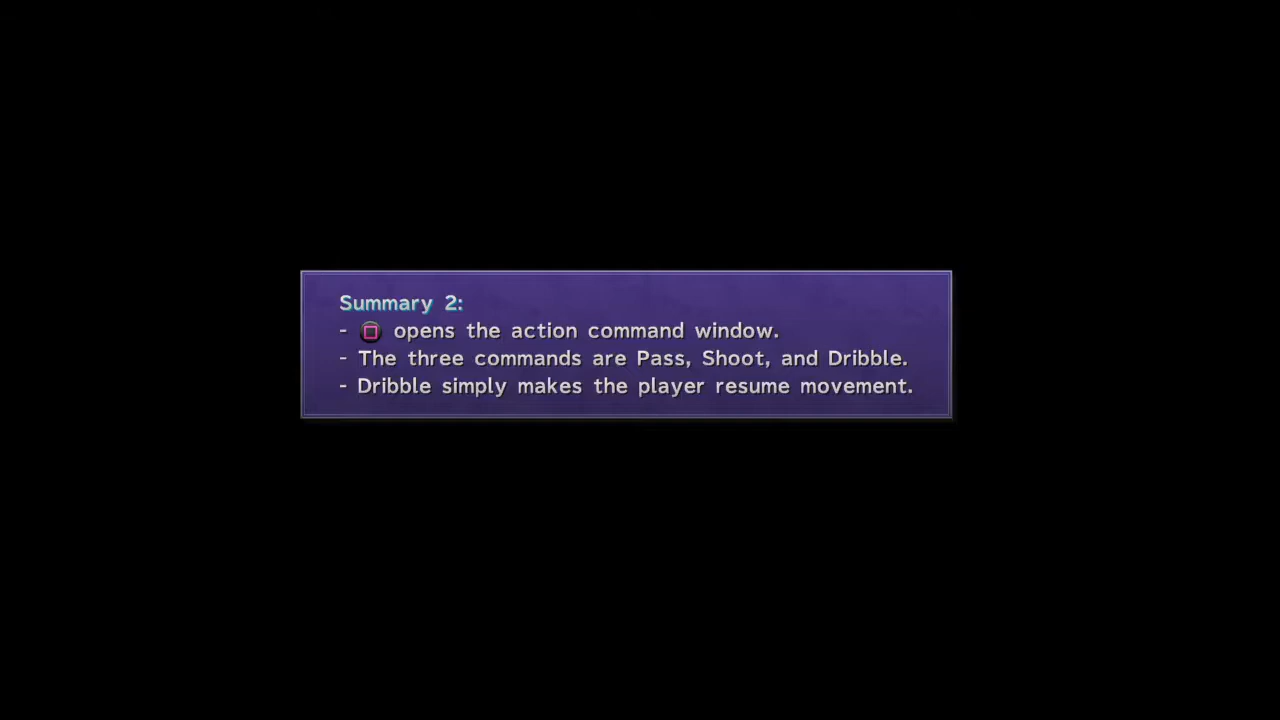 Summary 2:
- □ opens the action command window.
- The three commands are Pass, Shoot, and Dribble.
- Dribble simply makes the player resume movement.